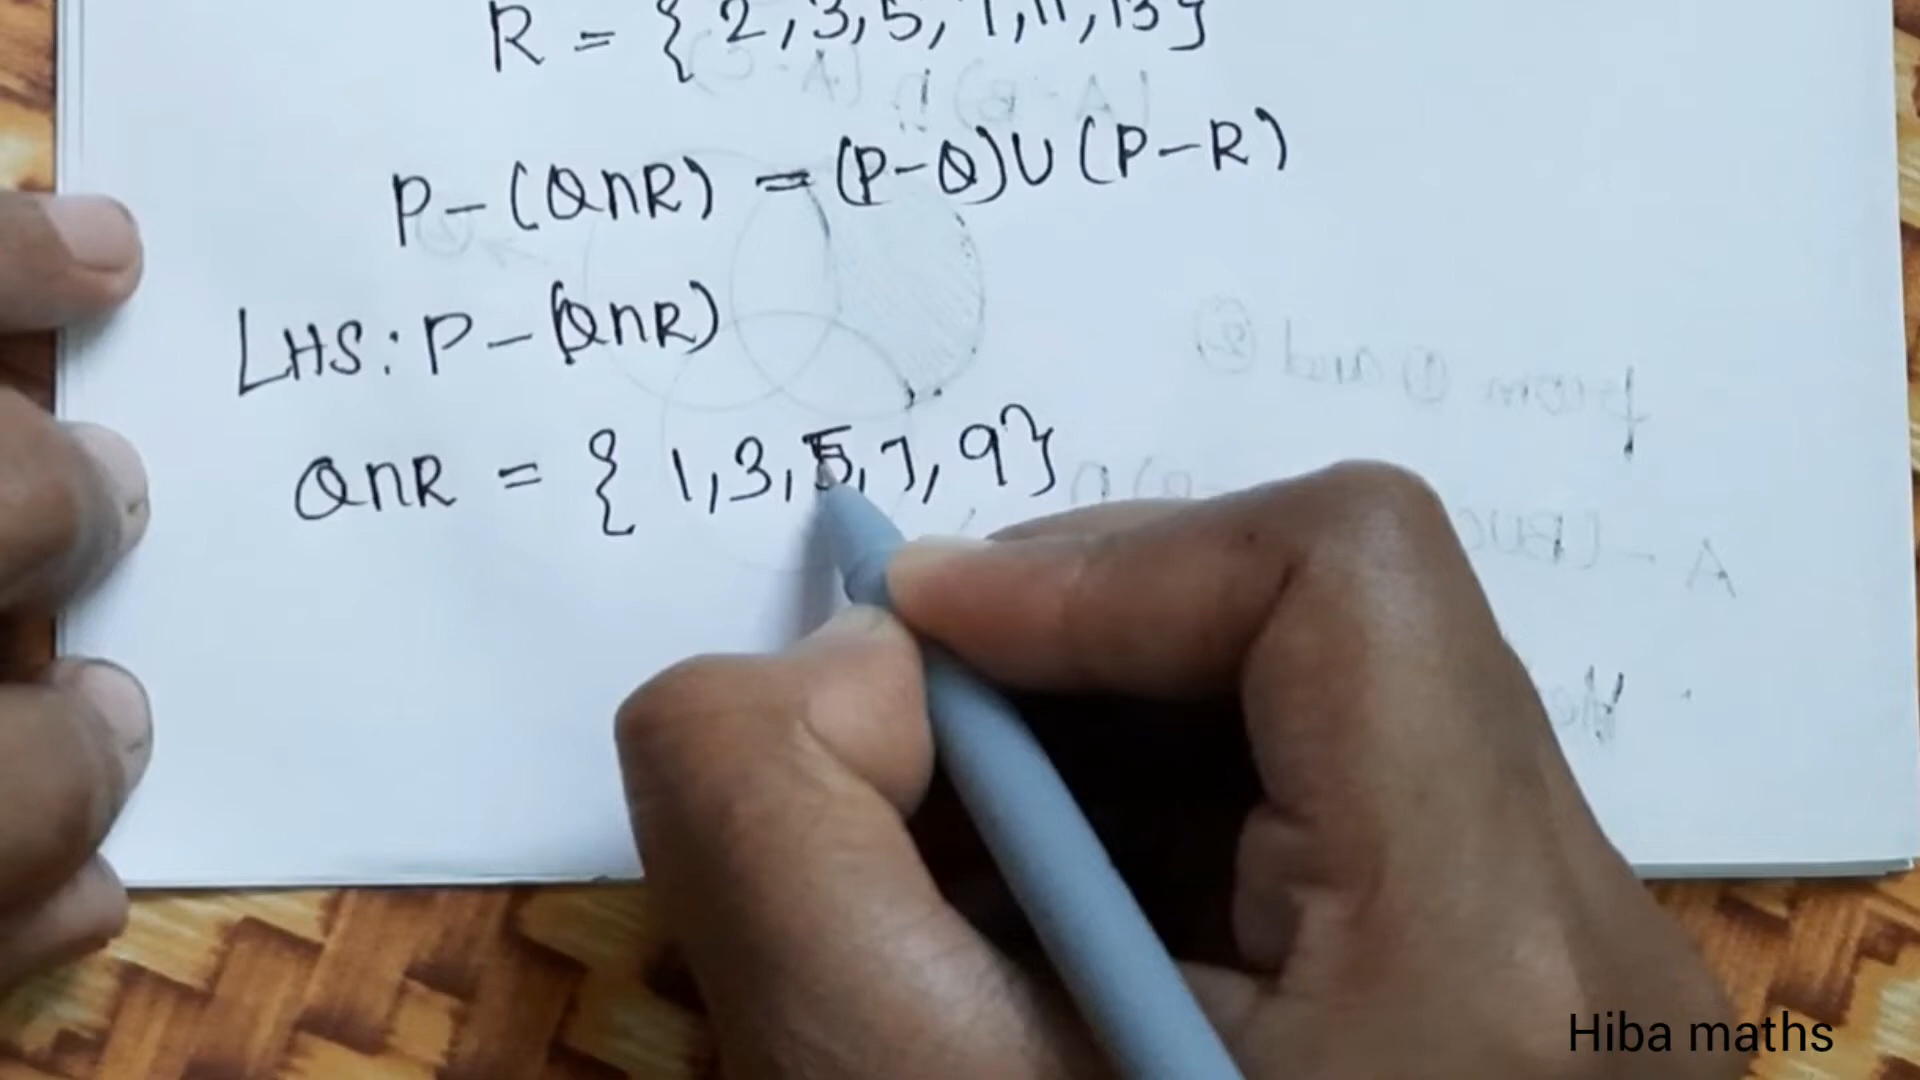 R = { 2, 3, 5, 7, 11, 13 }
P - (Q∩R) = (P-Q)∪(P-R)
LHS: P - (Q∩R)
Q∩R = { 1, 3, 5, 7, 9}
Hiba maths